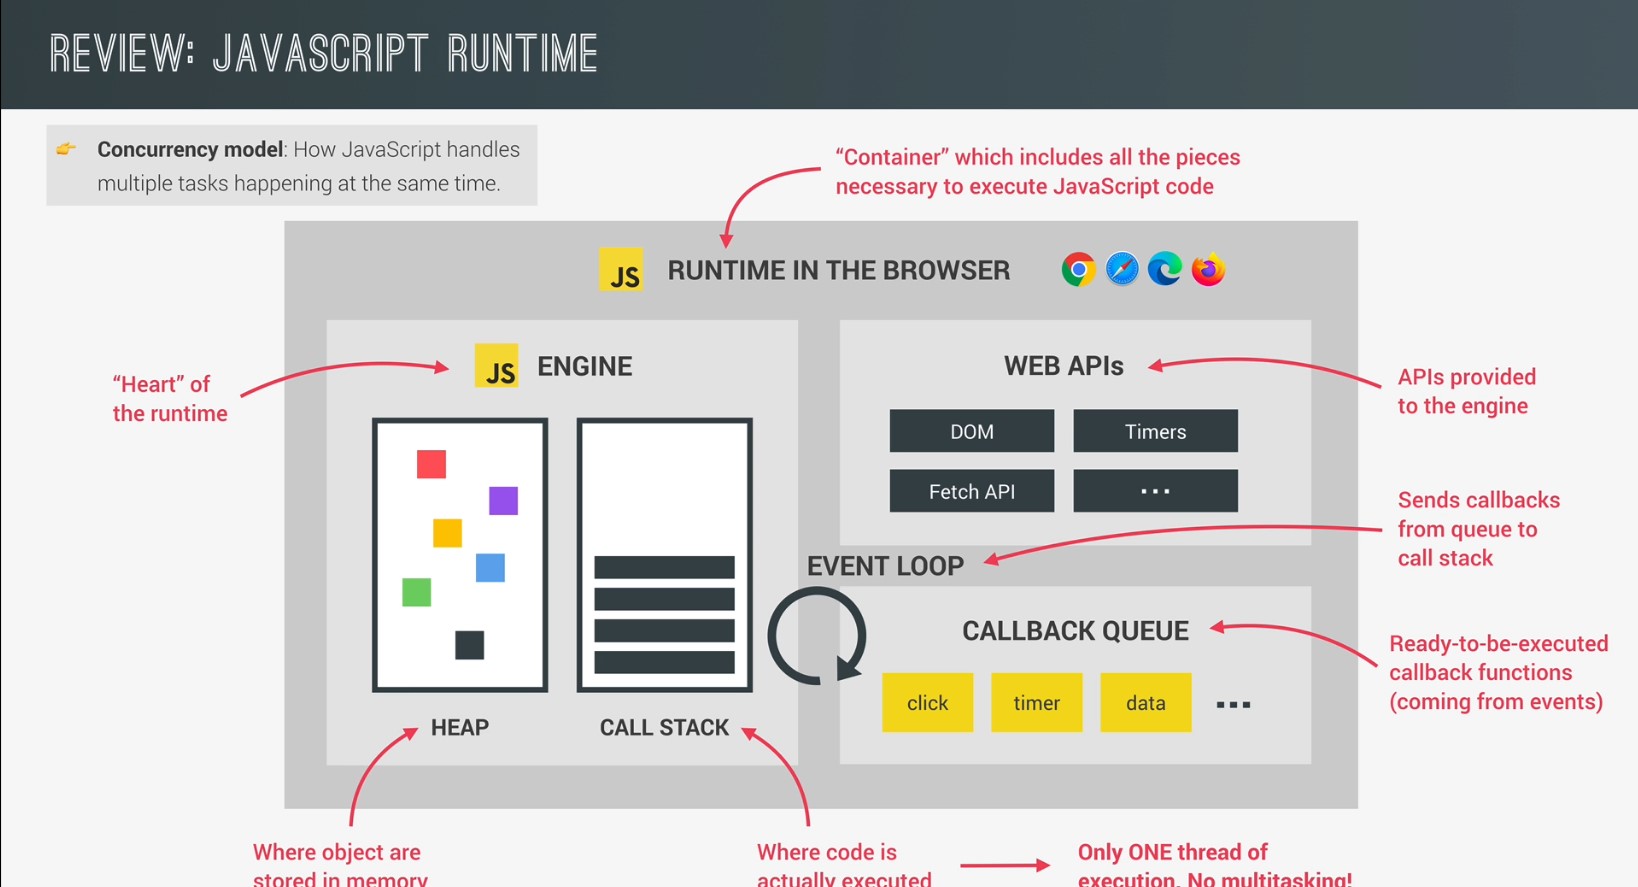 REVIEW: JAVASCRIPT RUNTIME
Concurrency model: How JavaScript handles
multiple tasks happening at the same time.
“Container” which includes all the pieces
necessary to execute JavaScript code
JS RUNTIME IN THE BROWSER
“Heart” of
the runtime
JS ENGINE
HEAP
CALL STACK
WEB APIs
DOM
Timers
Fetch API
...
APIs provided
to the engine
EVENT LOOP
Sends callbacks
from queue to
call stack
CALLBACK QUEUE
click
timer
data
...
Ready-to-be-executed
callback functions
(coming from events)
Where object are
stored in memory
Where code is
actually executed
Only ONE thread of
execution. No multitasking!